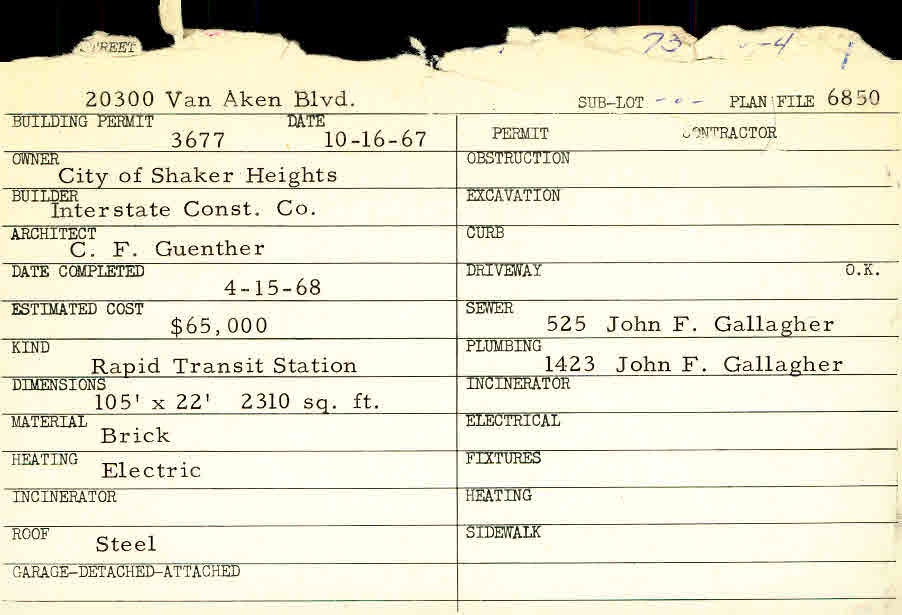 STREET
73 -4
20300 Van Aken Blvd.
SUB-LOT - o - PLAN FILE 6850
BUILDING PERMIT DATE
3677 10-16-67
PERMIT CONTRACTOR
OWNER
City of Shaker Heights
OBSTRUCTION
BUILDER
Interstate Const. Co.
EXCAVATION
ARCHITECT
C. F. Guenther
CURB
DATE COMPLETED
4-15-68
DRIVEWAY O.K.
ESTIMATED COST
$65,000
SEWER
525 John F. Gallagher
KIND
Rapid Transit Station
PLUMBING
1423 John F. Gallagher
DIMENSIONS
105' x 22' 2310 sq. ft.
INCINERATOR
MATERIAL
Brick
ELECTRICAL
HEATING
Electric
FIXTURES
INCINERATOR
HEATING
ROOF
Steel
SIDEWALK
GARAGE-DETACHED-ATTACHED